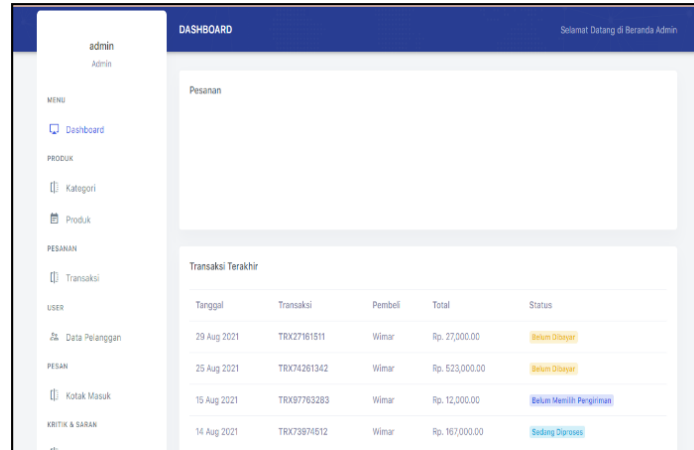 admin
Admin
MENU
Dashboard
PRODUK
Kategori
Produk
PESANAN
Transaksi
USER
Data Pelanggan
PESAN
Kotak Masuk
KRITIK & SARAN
DASHBOARD
Selamat Datang di Beranda Admin
Pesanan
Transaksi Terakhir
Tanggal Transaksi Pembeli Total Status
29 Aug 2021 TRX27161511 Wimar Rp. 27,000.00 Belum Dibayar
25 Aug 2021 TRX74261342 Wimar Rp. 523,000.00 Belum Dibayar
15 Aug 2021 TRX97763283 Wimar Rp. 12,000.00 Belum Memilih Pengiriman
14 Aug 2021 TRX73974512 Wimar Rp. 167,000.00 Sedang Diproses